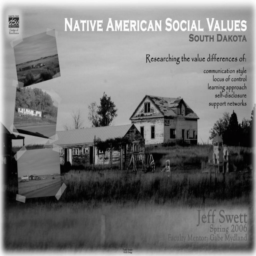 Native American Social Values
South Dakota
Researching the value differences of:
communication style
locus of control
learning approach
self-disclosure
support networks
Jeff Swett
Spring 2006